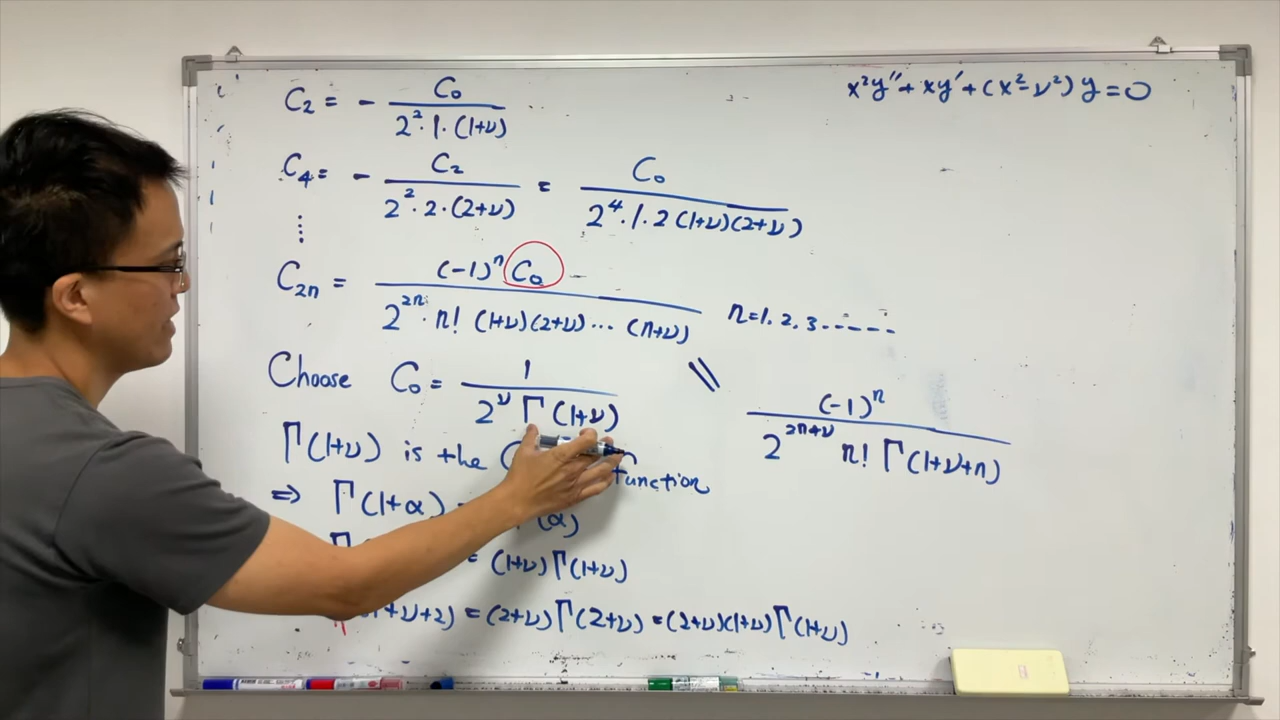 x²y″ + xy′ + (x² − ν²) y = 0
C₂ = − C₀ / 2² · 1 · (1+ν)
C₄ = − C₂ / 2² · 2 · (2+ν) = C₀ / 2⁴ · 1 · 2 (1+ν)(2+ν)
⋮
C₂ₙ = (−1)ⁿ C₀ / 2²ⁿ · n! (1+ν)(2+ν) ⋯ (n+ν) n = 1, 2, 3 ------
Choose C₀ = 1 / 2^ν Γ(1+ν)
= (−1)ⁿ / 2^(2n+ν) n! Γ(1+ν+n)
Γ(1+ν) is the function
⇒ Γ(1+α) (α)
= (1+ν)Γ(1+ν)
+ν+2) = (2+ν)Γ(2+ν) = (2+ν)(1+ν)Γ(1+ν)